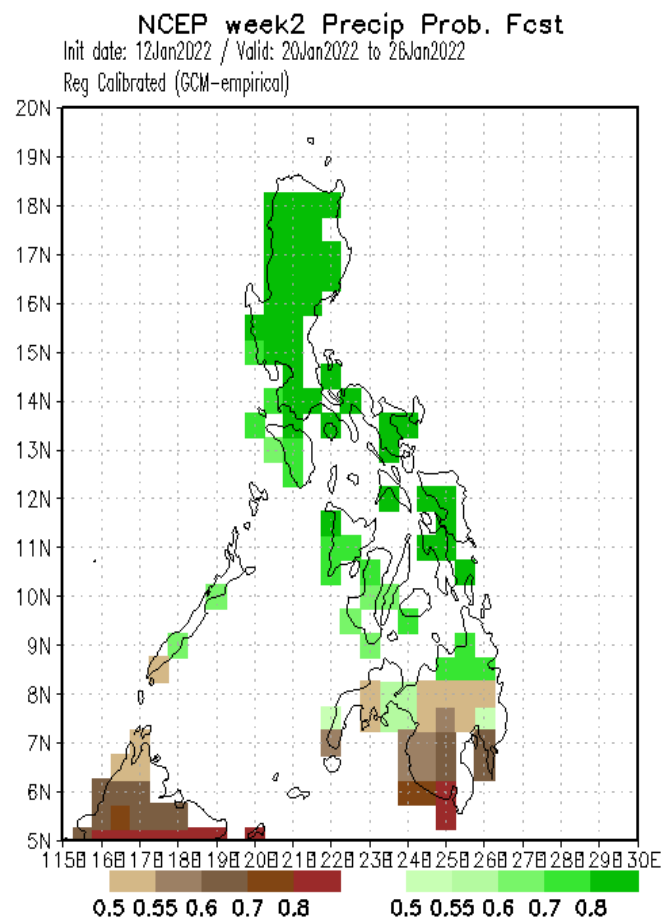 NCEP week2 Precip Prob. Fcst
Init date: 12Jan2022 / Valid: 20Jan2022 to 26Jan2022
Reg Calibrated (GCM-empirical)
20N
19N
18N
17N
16N
15N
14N
13N
12N
11N
10N
9N
8N
7N
6N
5N
115E 116E 117E 118E 119E 120E 121E 122E 123E 124E 125E 126E 127E 128E 129E 130E
0.5 0.55 0.6 0.7 0.8 0.5 0.55 0.6 0.7 0.8